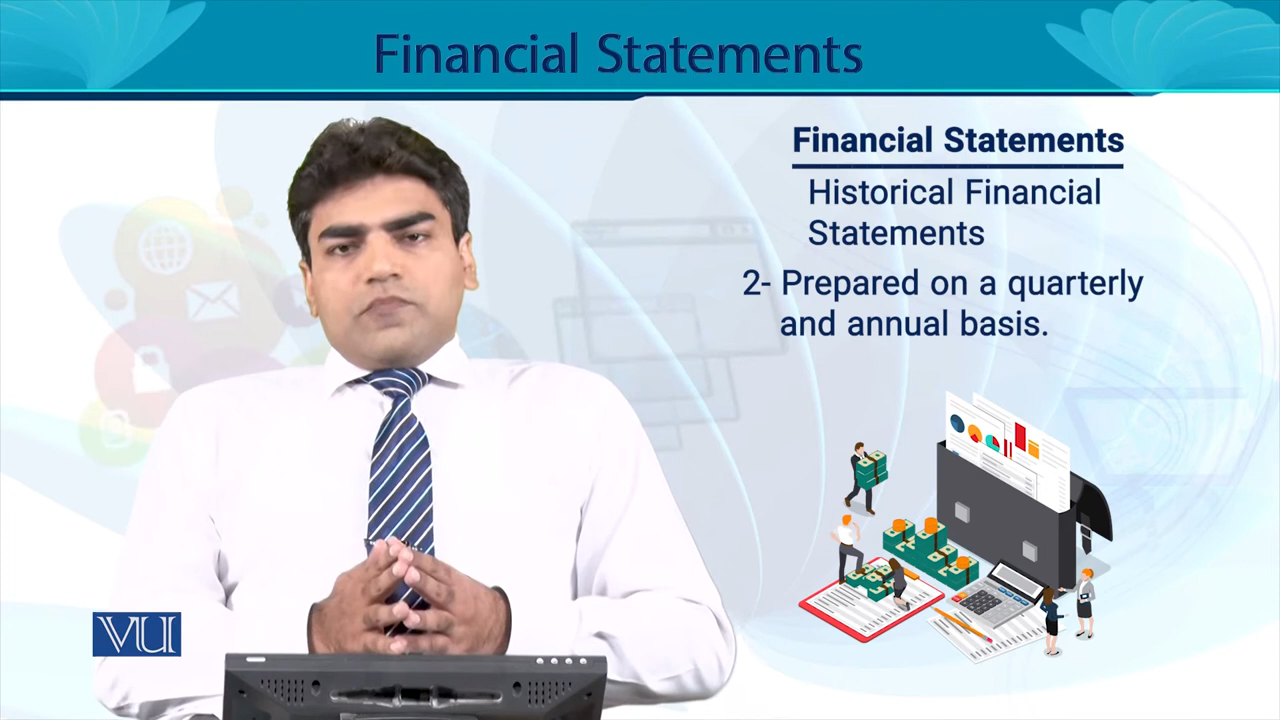 Financial Statements
Financial Statements
Historical Financial
Statements
2- Prepared on a quarterly
and annual basis.
VU